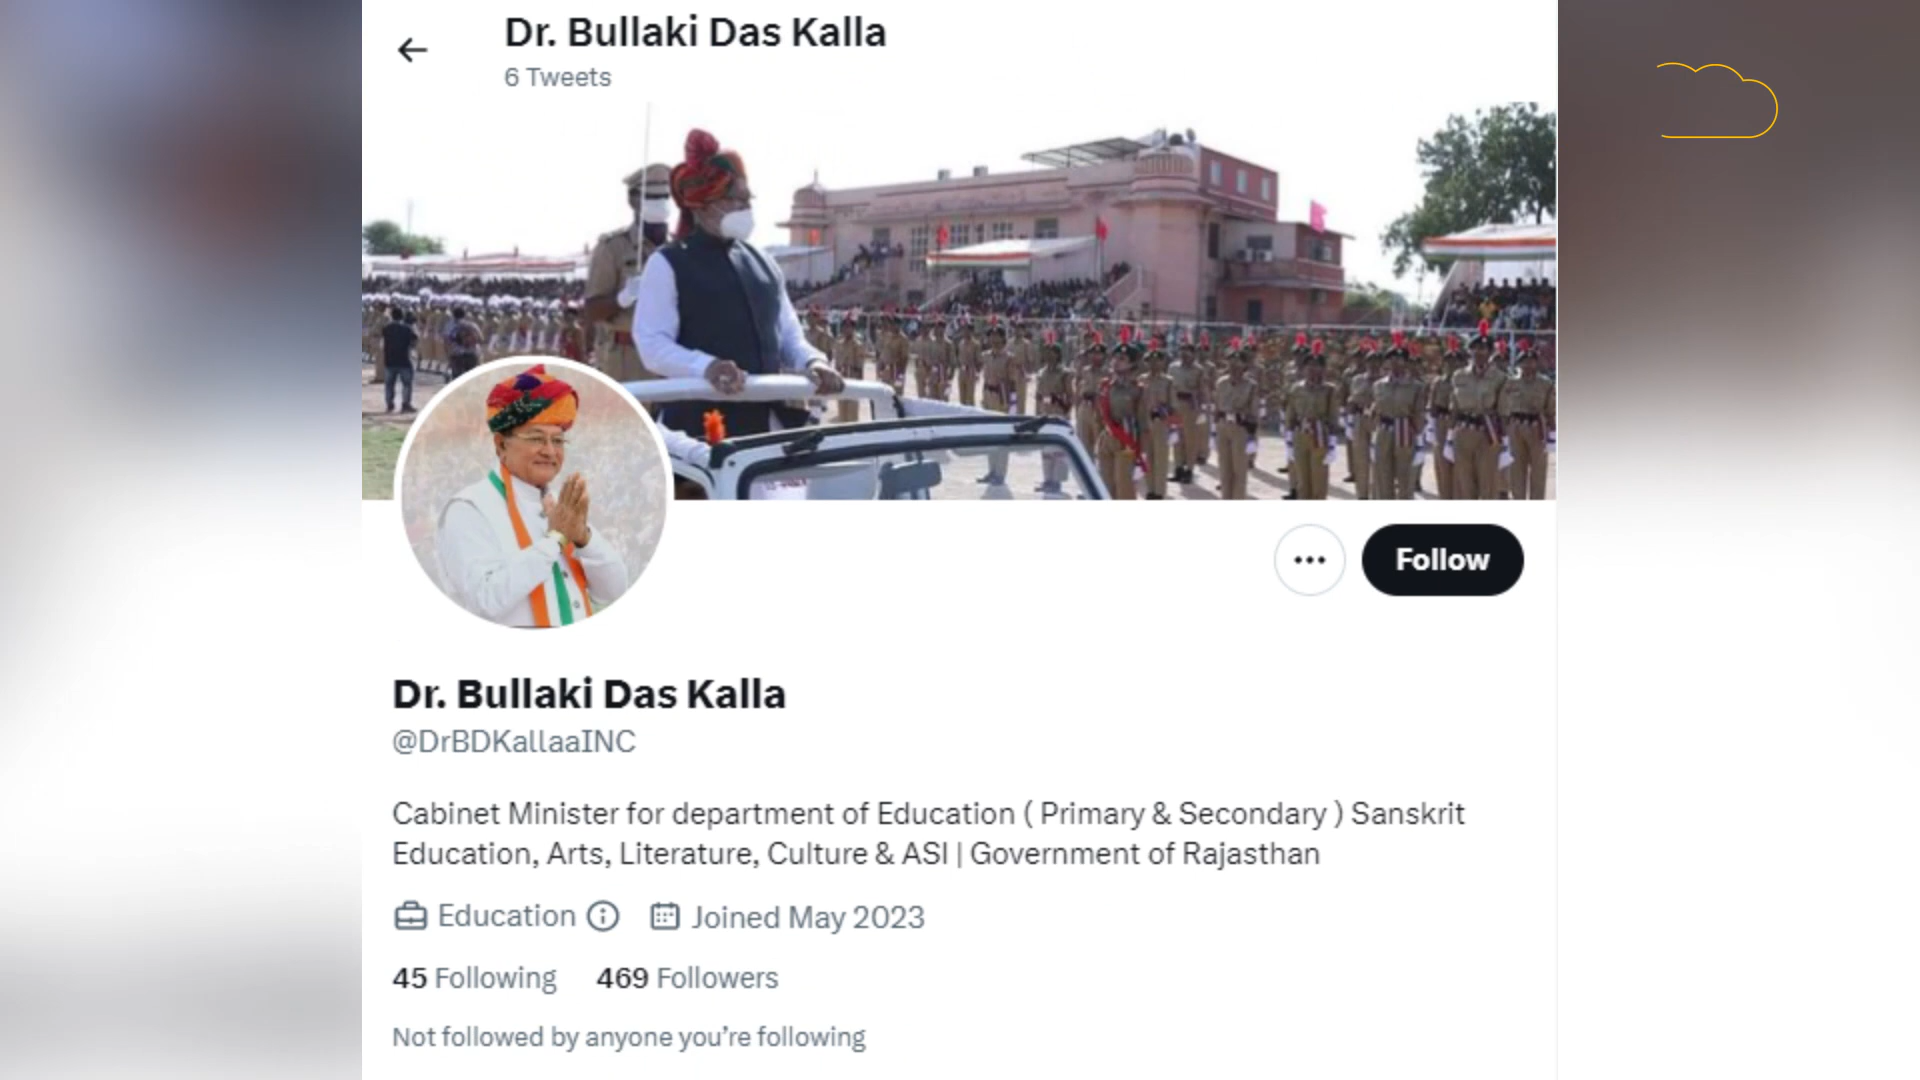 Dr. Bullaki Das Kalla
6 Tweets
Follow
Dr. Bullaki Das Kalla
@DrBDKallaaINC
Cabinet Minister for department of Education ( Primary & Secondary ) Sanskrit
Education, Arts, Literature, Culture & ASI | Government of Rajasthan
Education Joined May 2023
45 Following 469 Followers
Not followed by anyone you’re following